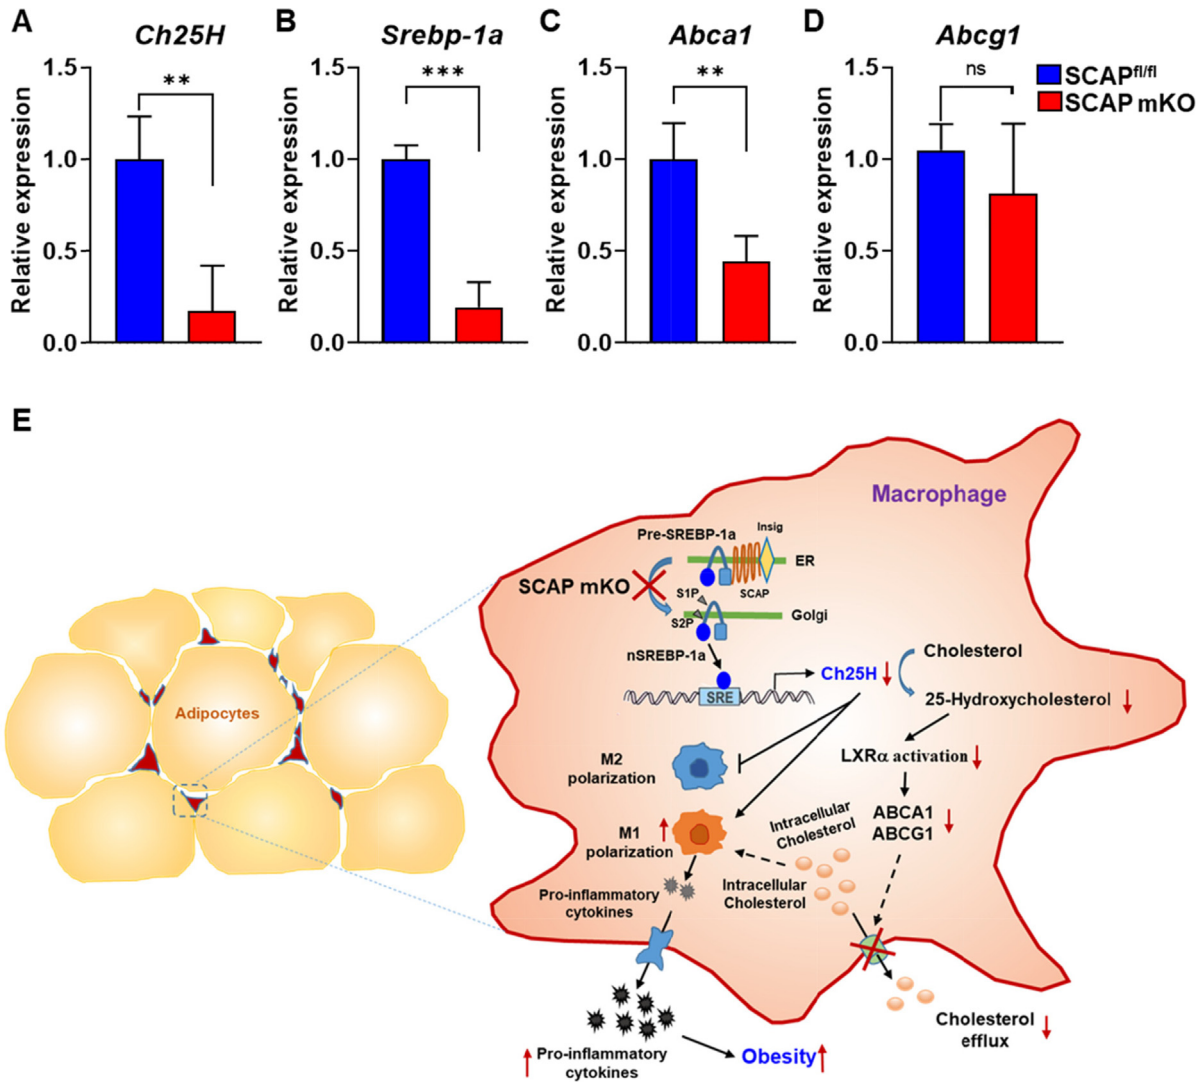 A
Ch25H
1.5
1.0
0.5
0.0
Relative expression
**
B
Srebp-1a
1.5
1.0
0.5
0.0
Relative expression
***
C
Abca1
1.5
1.0
0.5
0.0
Relative expression
**
D
Abcg1
1.5
1.0
0.5
0.0
Relative expression
ns
SCAPfl/fl
SCAP mKO
E
Macrophage
Pre-SREBP-1a
Insig
ER
SCAP mKO
SCAP
S1P
S2P
Golgi
nSREBP-1a
SRE
Ch25H
Cholesterol
25-Hydroxycholesterol
Adipocytes
LXRα activation
M2
polarization
ABCA1
ABCG1
Intracellular
Cholesterol
M1
polarization
Intracellular
Cholesterol
Pro-inflammatory
cytokines
Cholesterol
efflux
Pro-inflammatory
cytokines
Obesity